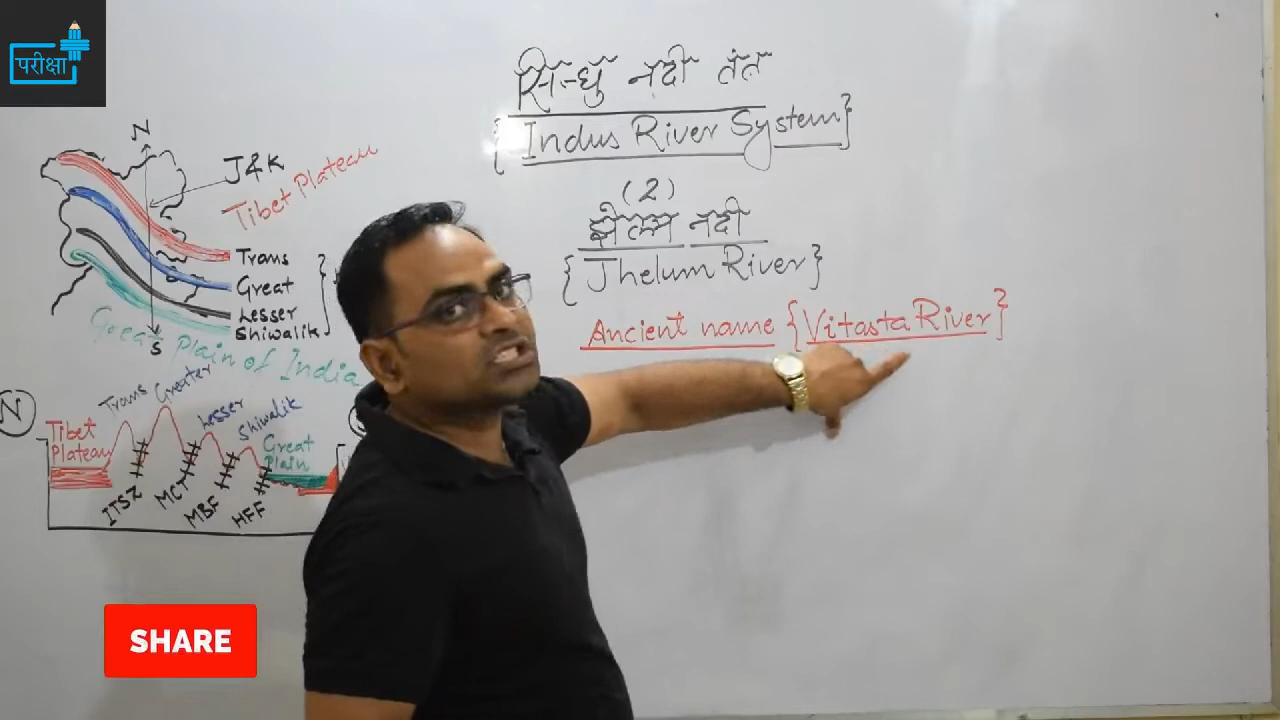 परीक्षा
सिन्धु नदी तंत्र
{Indus River System}
(2)
झेलम नदी
{Jhelum River}
Ancient name {Vitasta River}
N
J&K
Tibet Plateau
Trans
Great
Lesser
Shiwalik
S
Great Plain of India
N
Trans
Greater
Lesser
Shiwalik
Tibet
Plateau
Great
Plain
ITSZ
MCT
MBF
HFF
SHARE